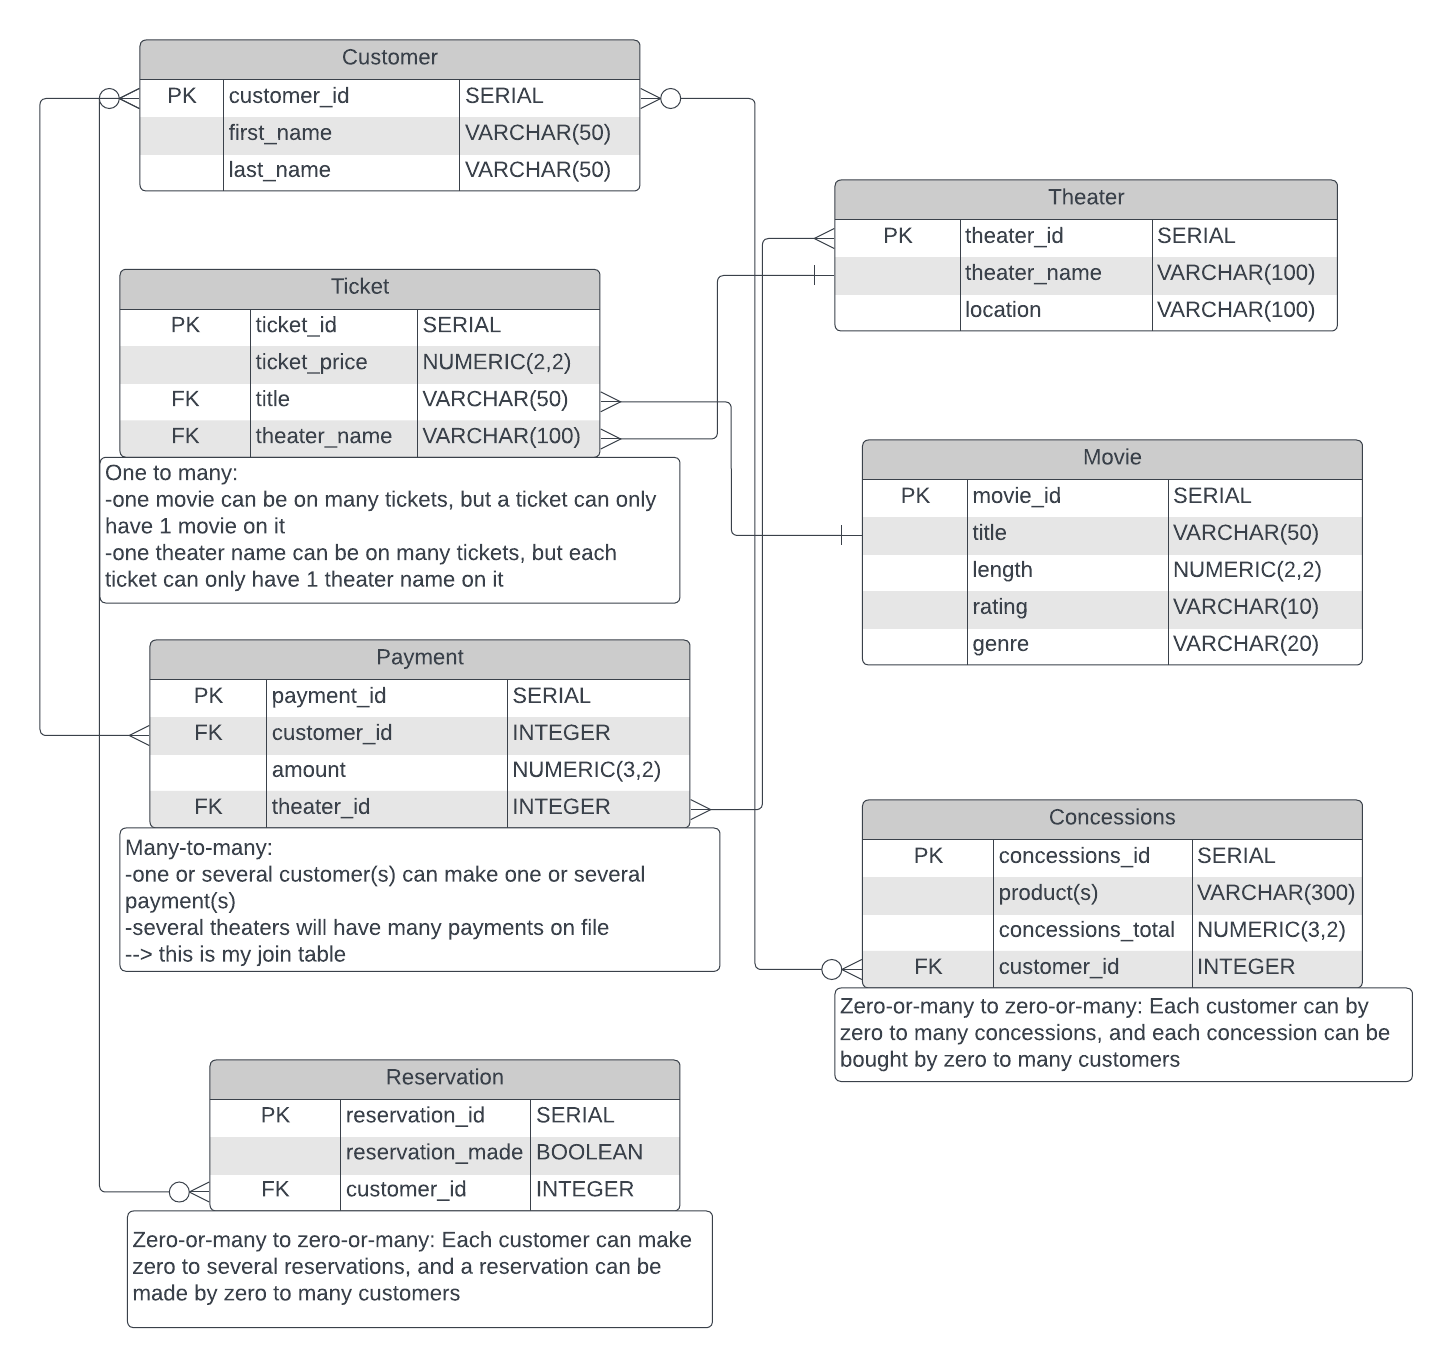 Customer
PK customer_id SERIAL
first_name VARCHAR(50)
last_name VARCHAR(50)
Theater
PK theater_id SERIAL
theater_name VARCHAR(100)
location VARCHAR(100)
Ticket
PK ticket_id SERIAL
ticket_price NUMERIC(2,2)
FK title VARCHAR(50)
FK theater_name VARCHAR(100)
One to many:
-one movie can be on many tickets, but a ticket can only
have 1 movie on it
-one theater name can be on many tickets, but each
ticket can only have 1 theater name on it
Movie
PK movie_id SERIAL
title VARCHAR(50)
length NUMERIC(2,2)
rating VARCHAR(10)
genre VARCHAR(20)
Payment
PK payment_id SERIAL
FK customer_id INTEGER
amount NUMERIC(3,2)
FK theater_id INTEGER
Many-to-many:
-one or several customer(s) can make one or several
payment(s)
-several theaters will have many payments on file
--> this is my join table
Concessions
PK concessions_id SERIAL
product(s) VARCHAR(300)
concessions_total NUMERIC(3,2)
FK customer_id INTEGER
Zero-or-many to zero-or-many: Each customer can by
zero to many concessions, and each concession can be
bought by zero to many customers
Reservation
PK reservation_id SERIAL
reservation_made BOOLEAN
FK customer_id INTEGER
Zero-or-many to zero-or-many: Each customer can make
zero to several reservations, and a reservation can be
made by zero to many customers